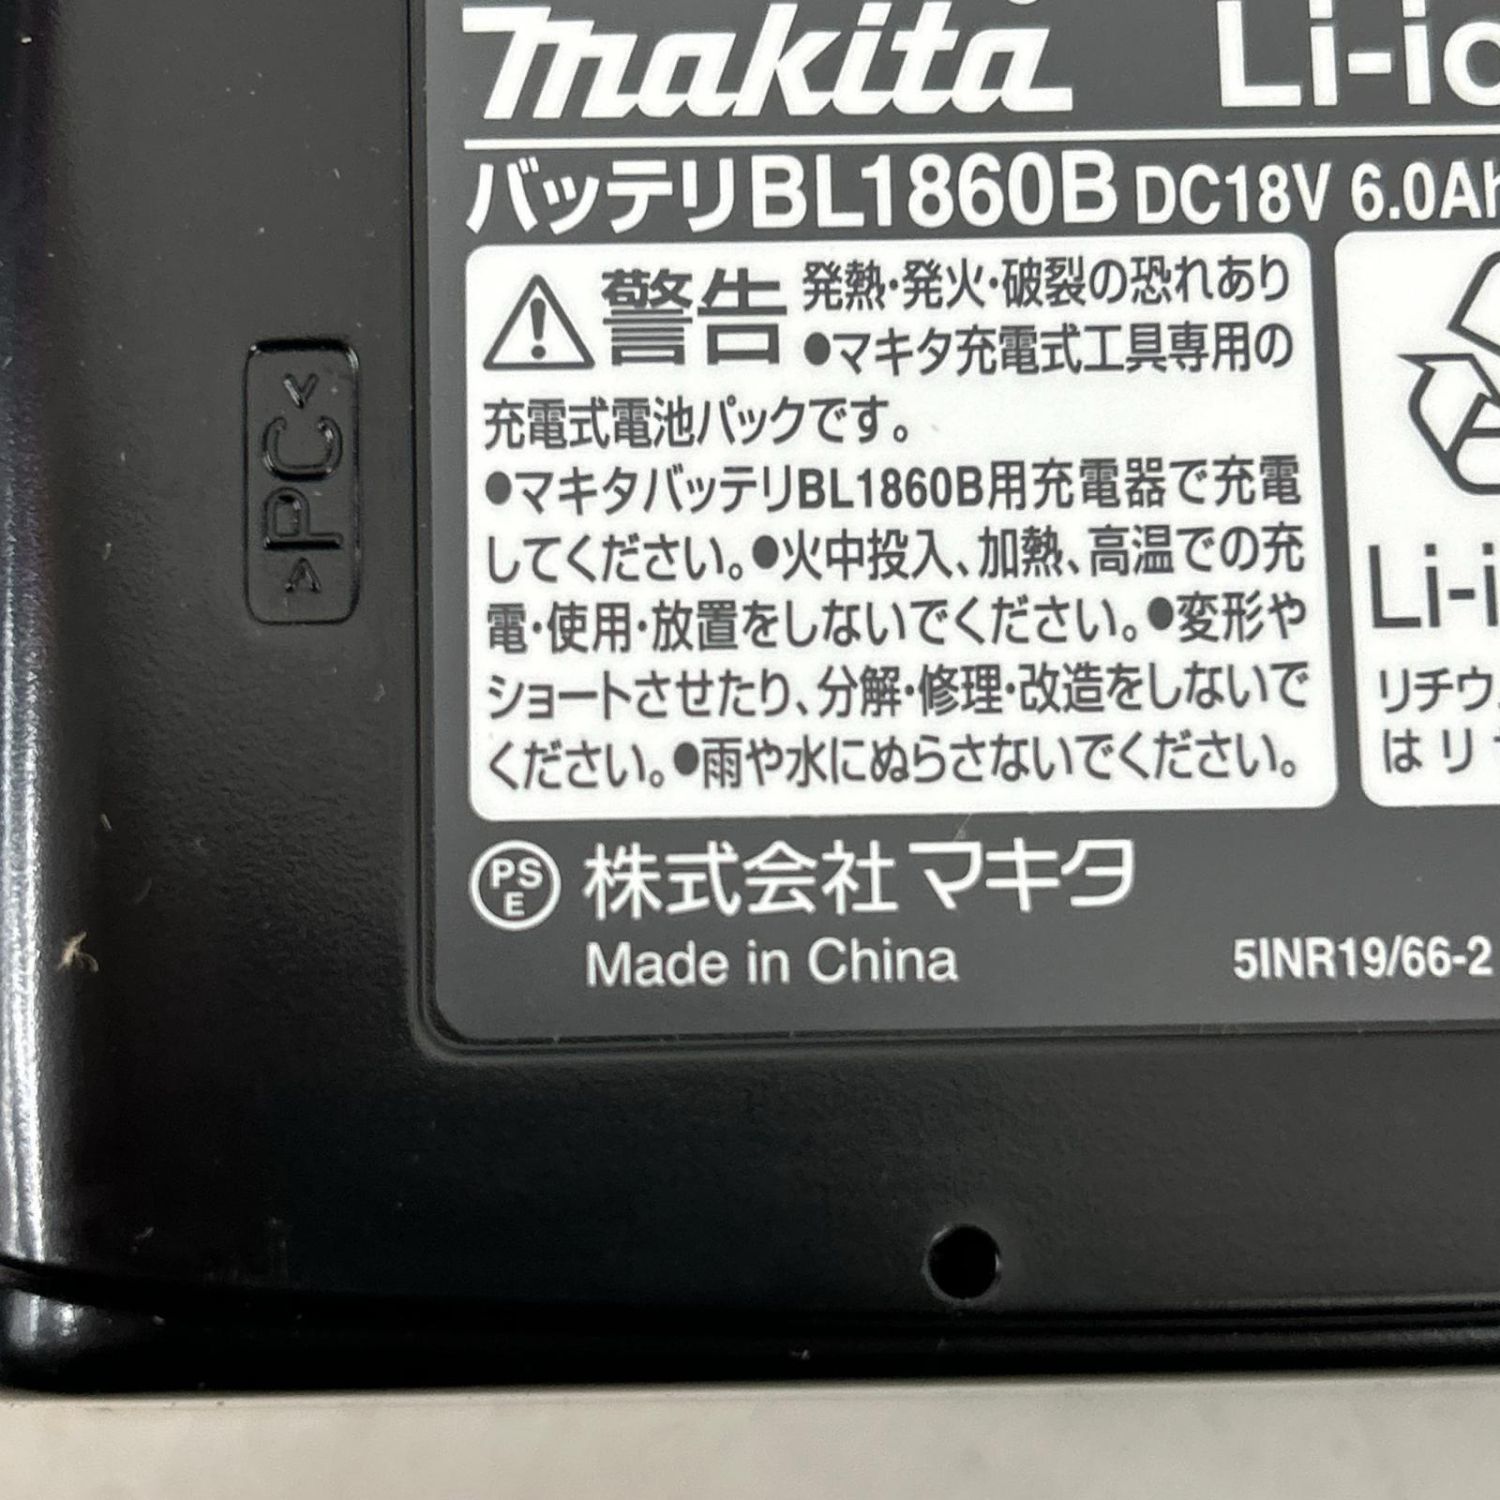 makita Li-io
バッテリBL1860B DC18V 6.0Ah
警告 発熱・発火・破裂の恐れあり
●マキタ充電式工具専用の
充電式電池パックです。
●マキタバッテリBL1860B用充電器で充電
してください。●火中投入、加熱、高温での充
電・使用・放置をしないでください。●変形や
ショートさせたり、分解・修理・改造をしないで
ください。●雨や水にぬらさないでください。
Li-i
リチウ
はリ
PS
E
株式会社マキタ
Made in China
5INR19/66-2
>PC<